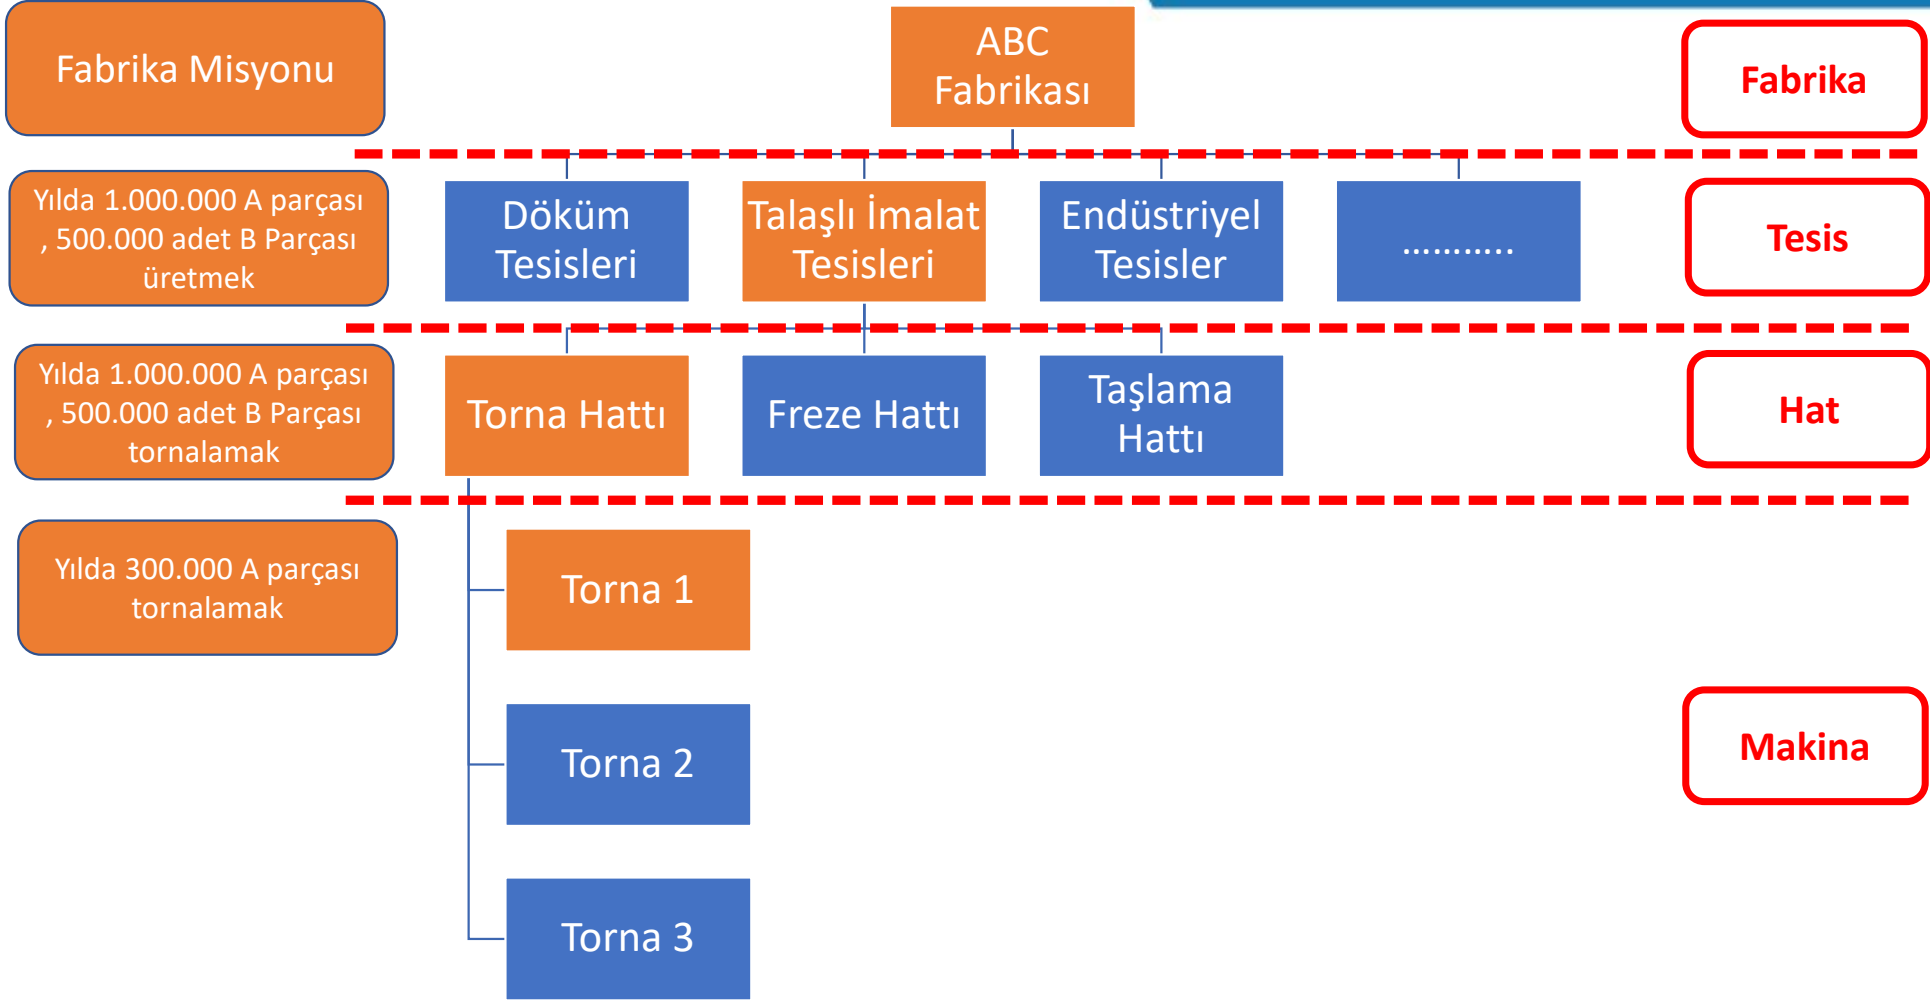 Fabrika Misyonu
ABC
Fabrikası
Fabrika
Yılda 1.000.000 A parçası
, 500.000 adet B Parçası
üretmek
Döküm
Tesisleri
Talaşlı İmalat
Tesisleri
Endüstriyel
Tesisler
...........
Tesis
Yılda 1.000.000 A parçası
, 500.000 adet B Parçası
tornalamak
Torna Hattı
Freze Hattı
Taşlama
Hattı
Hat
Yılda 300.000 A parçası
tornalamak
Torna 1
Torna 2
Makina
Torna 3